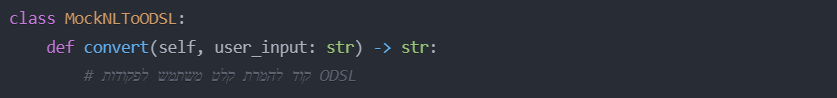 class MockNLToODSL:
    def convert(self, user_input: str) -> str:
        # קוד להמרת קלט משתמש לפקודות ODSL